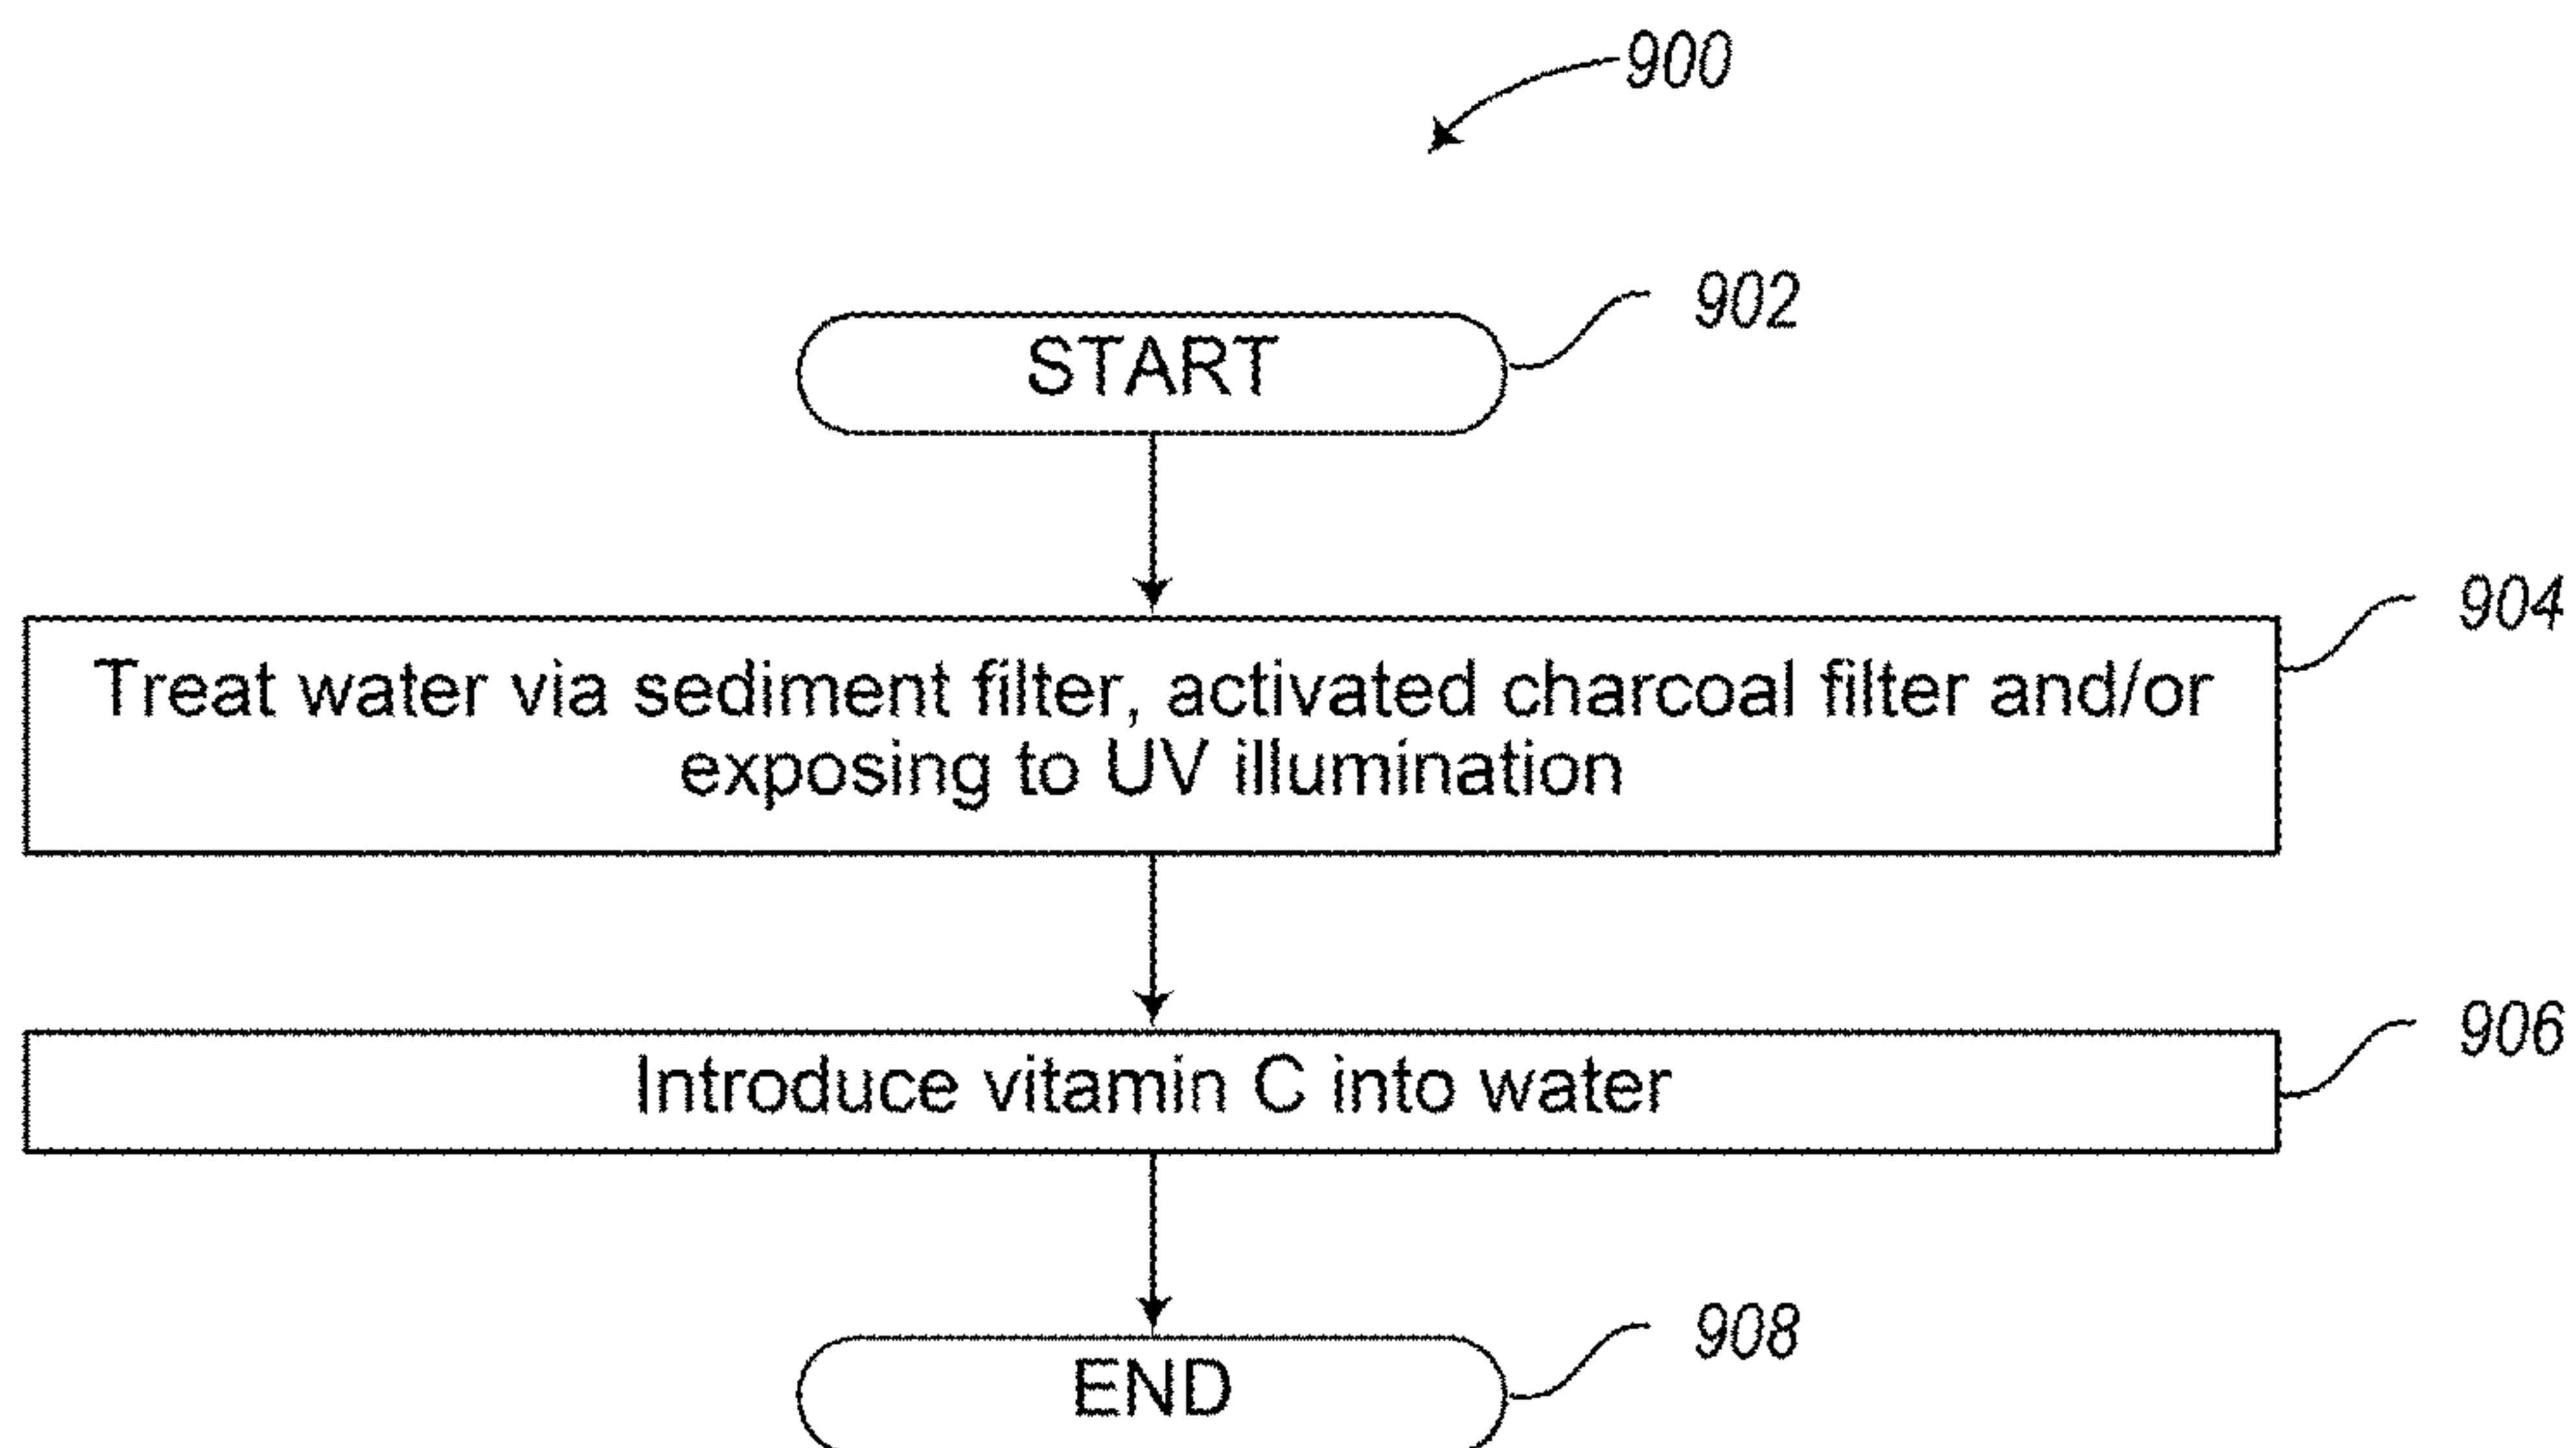 900
START
902
904
Treat water via sediment filter, activated charcoal filter and/or
exposing to UV illumination
906
Introduce vitamin C into water
END
908